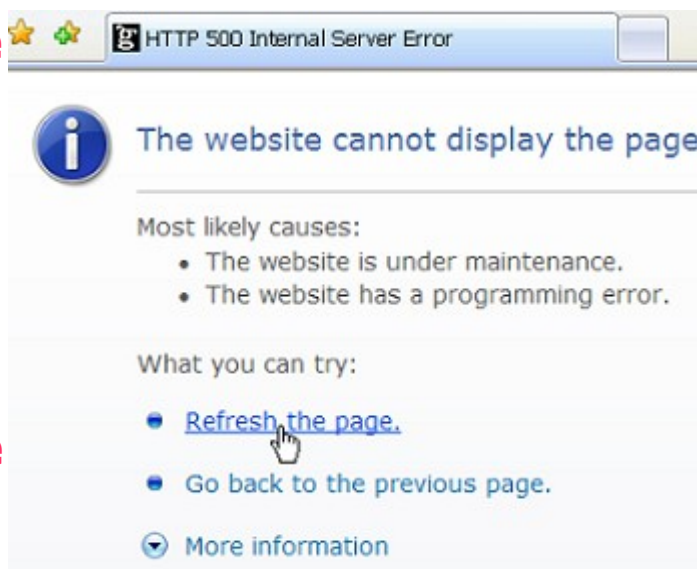 HTTP 500 Internal Server Error
The website cannot display the page
Most likely causes:
• The website is under maintenance.
• The website has a programming error.
What you can try:
Refresh the page.
Go back to the previous page.
More information